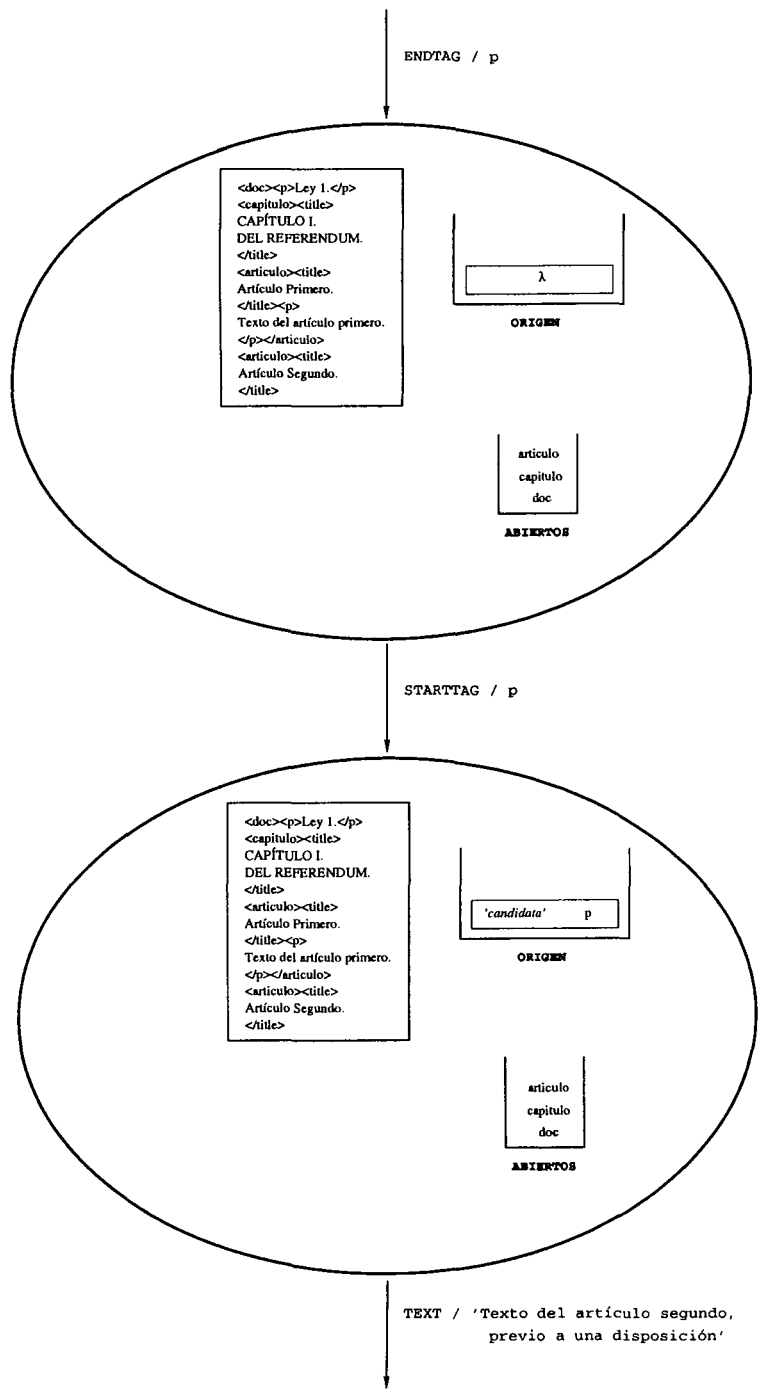 ENDTAG / p
<doc><p>Ley 1.</p>
<capitulo><title>
CAPÍTULO I.
DEL REFERENDUM.
</title>
<articulo><title>
Artículo Primero.
</title><p>
Texto del artículo primero.
</p></articulo>
<articulo><title>
Artículo Segundo.
</title>
λ
ORIGEN
articulo
capitulo
doc
ABIERTOS
STARTTAG / p
<doc><p>Ley 1.</p>
<capitulo><title>
CAPÍTULO I.
DEL REFERENDUM.
</title>
<articulo><title>
Artículo Primero.
</title><p>
Texto del artículo primero.
</p></articulo>
<articulo><title>
Artículo Segundo.
</title>
'candidata' p
ORIGEN
articulo
capitulo
doc
ABIERTOS
TEXT / 'Texto del artículo segundo,
previo a una disposición'